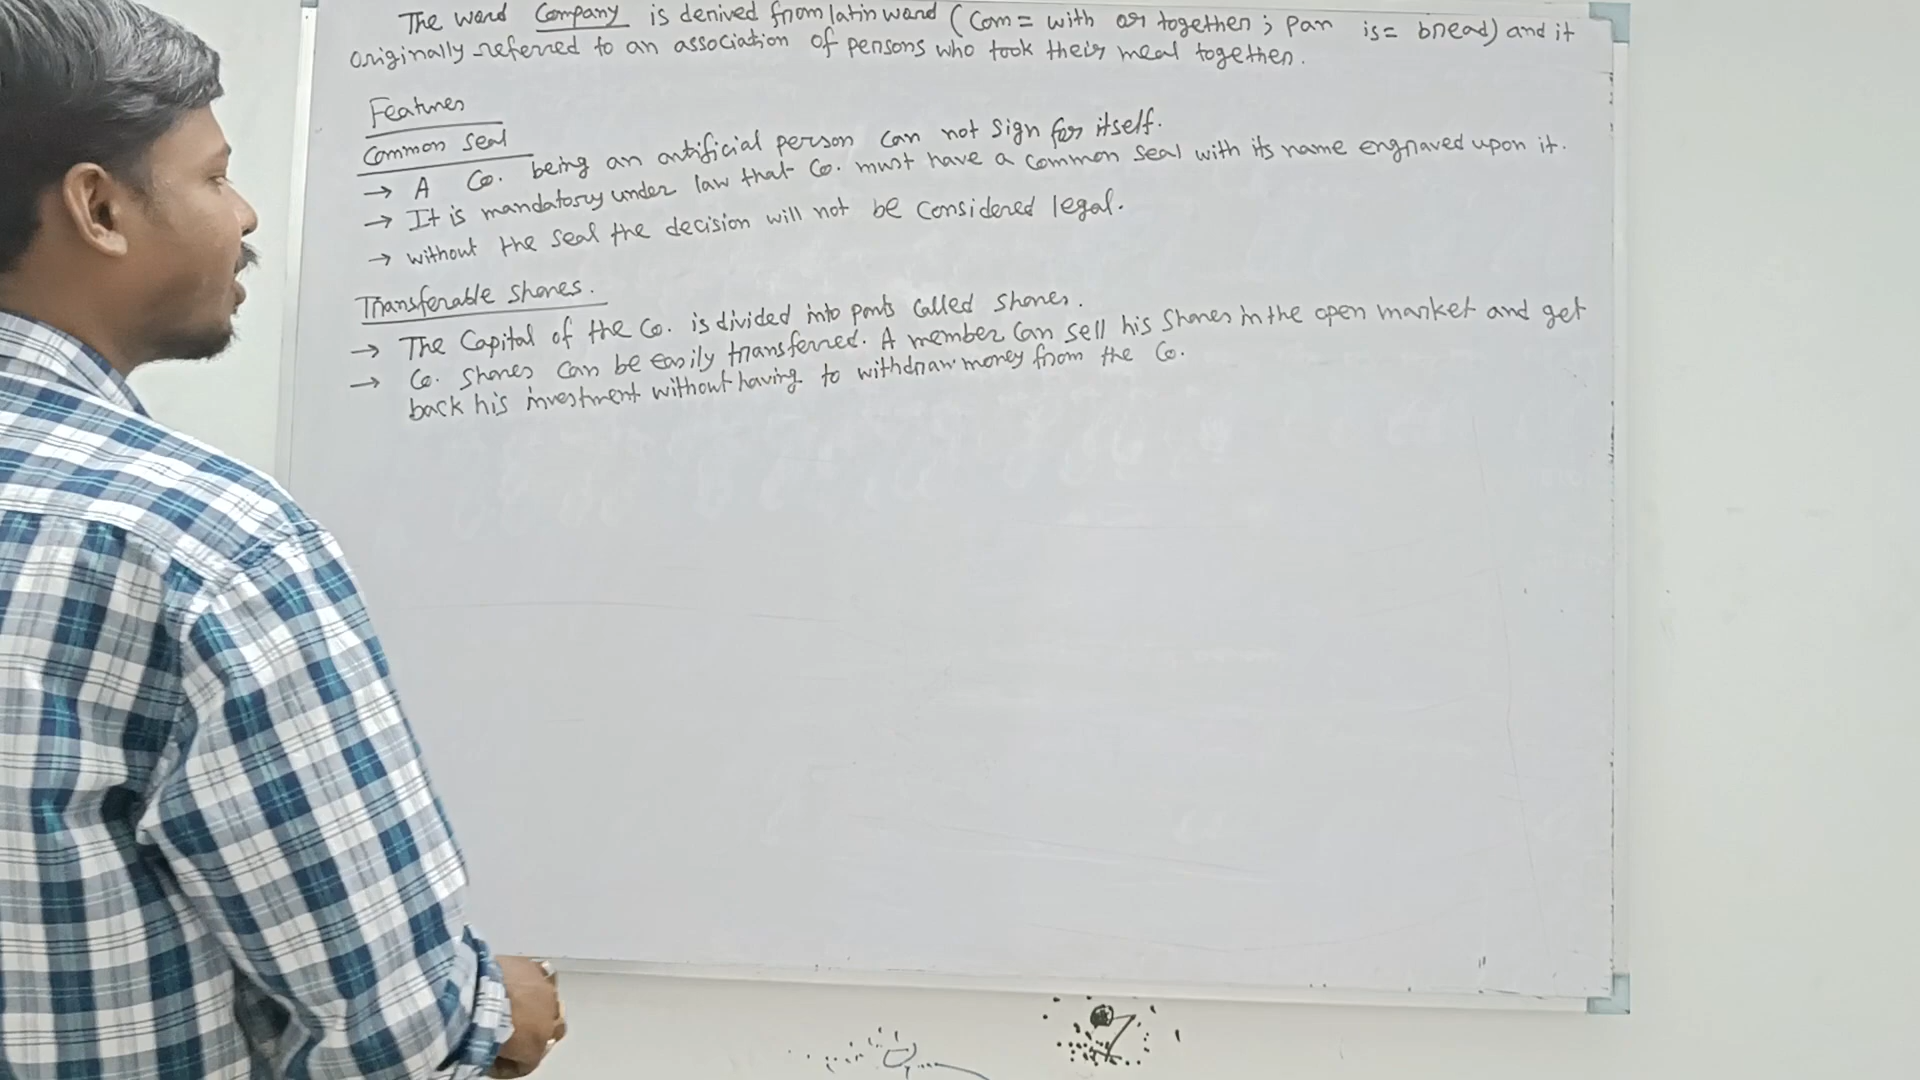 The word Company is derived from latin word (Com = with or together ; pan is = bread) and it
originally referred to an association of persons who took their meal together.
Features
Common Seal
→ A Co. being an artificial person can not sign for itself.
→ It is mandatory under law that Co. must have a common seal with its name engraved upon it.
→ without the seal the decision will not be considered legal.
Transferable Shares.
→ The Capital of the Co. is divided into parts called shares.
→ Co. shares can be easily transferred. A member can sell his shares in the open market and get
back his investment without having to withdraw money from the Co.